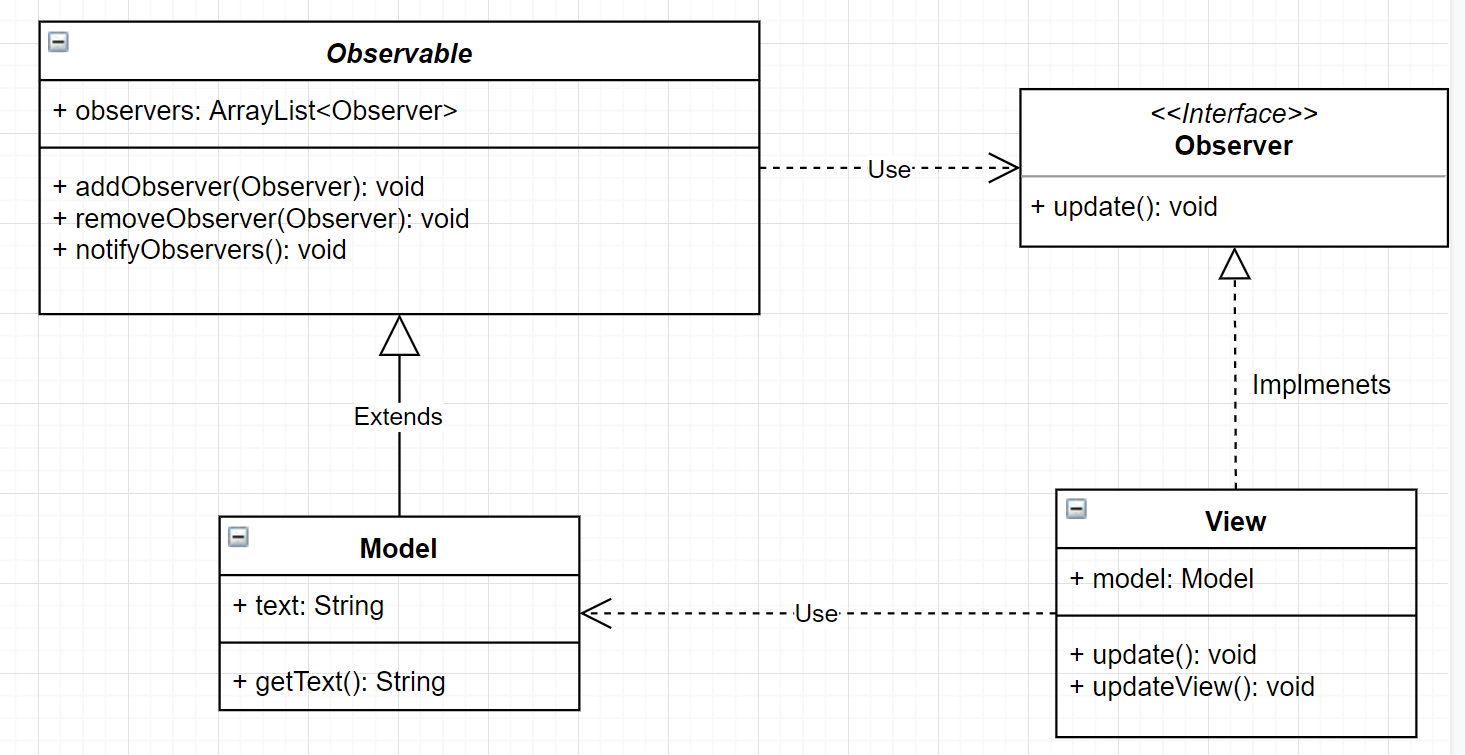 Observable
+ observers: ArrayList<Observer>
+ addObserver(Observer): void
+ removeObserver(Observer): void
+ notifyObservers(): void
Use
<<Interface>>
Observer
+ update(): void
Extends
Implmenets
Model
+ text: String
+ getText(): String
Use
View
+ model: Model
+ update(): void
+ updateView(): void